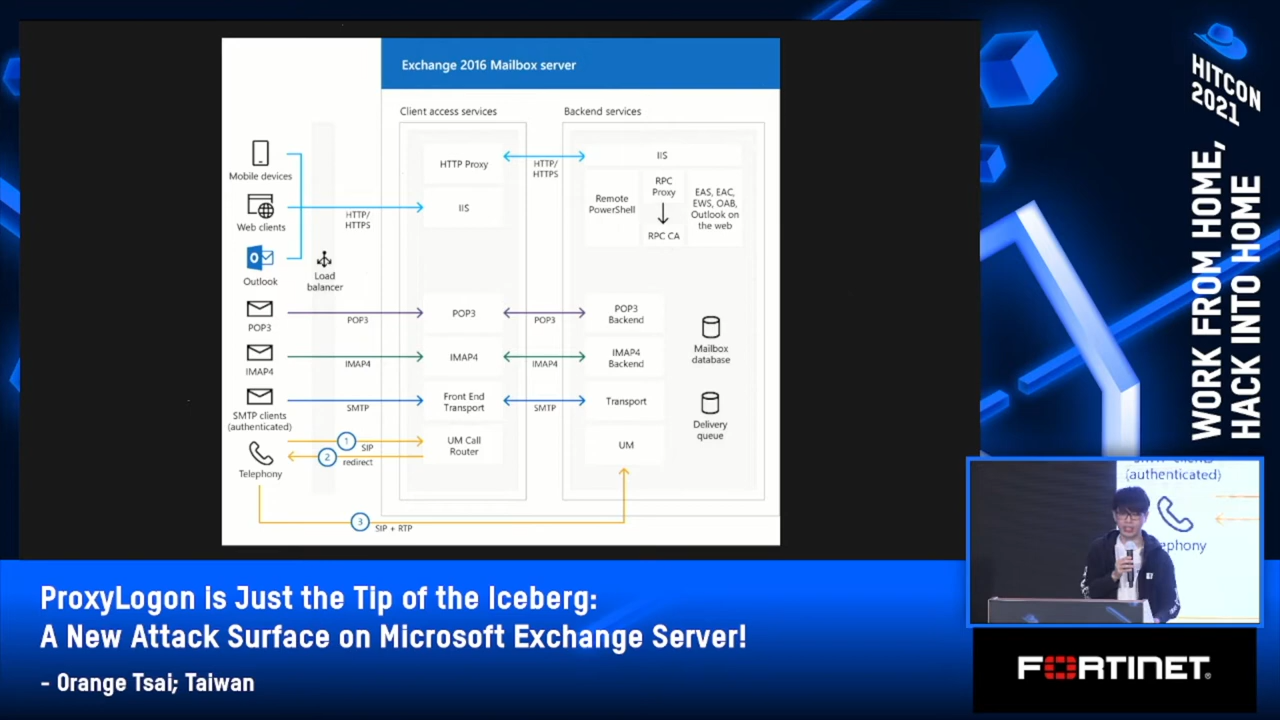 Exchange 2016 Mailbox server
Client access services
Backend services
Mobile devices
Web clients
Outlook
HTTP/
HTTPS
Load
balancer
HTTP Proxy
IIS
HTTP/
HTTPS
IIS
Remote
PowerShell
RPC
Proxy
RPC CA
EAS, EAC,
EWS, OAB,
Outlook on
the web
POP3
POP3
POP3
POP3
POP3
Backend
IMAP4
IMAP4
IMAP4
IMAP4
IMAP4
Backend
Mailbox
database
SMTP clients
(authenticated)
SMTP
Front End
Transport
SMTP
Transport
Delivery
queue
Telephony
1
SIP
2
redirect
UM Call
Router
UM
3
SIP + RTP
HITCON
2021
WORK FROM HOME,
HACK INTO HOME
(authenticated)
ephony
ProxyLogon is Just the Tip of the Iceberg:
A New Attack Surface on Microsoft Exchange Server!
- Orange Tsai; Taiwan
FORTINET